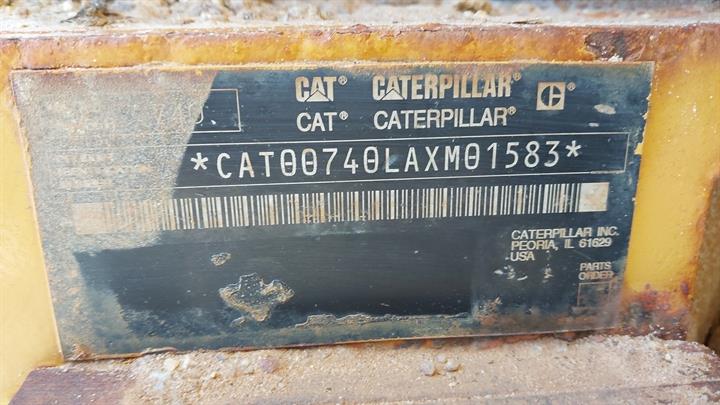 CAT® CATERPILLAR®
CAT® CATERPILLAR
*CAT00740LAXM01583*
CATERPILLAR INC.
PEORIA, IL 61629
USA
PARTS
ORDER